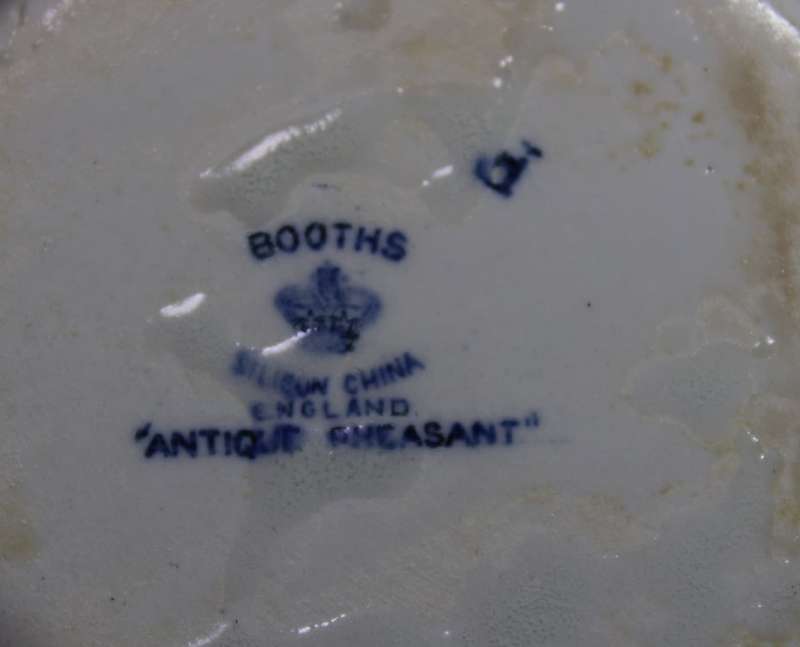 BOOTHS
SILICON CHINA
ENGLAND
"ANTIQUE PHEASANT"